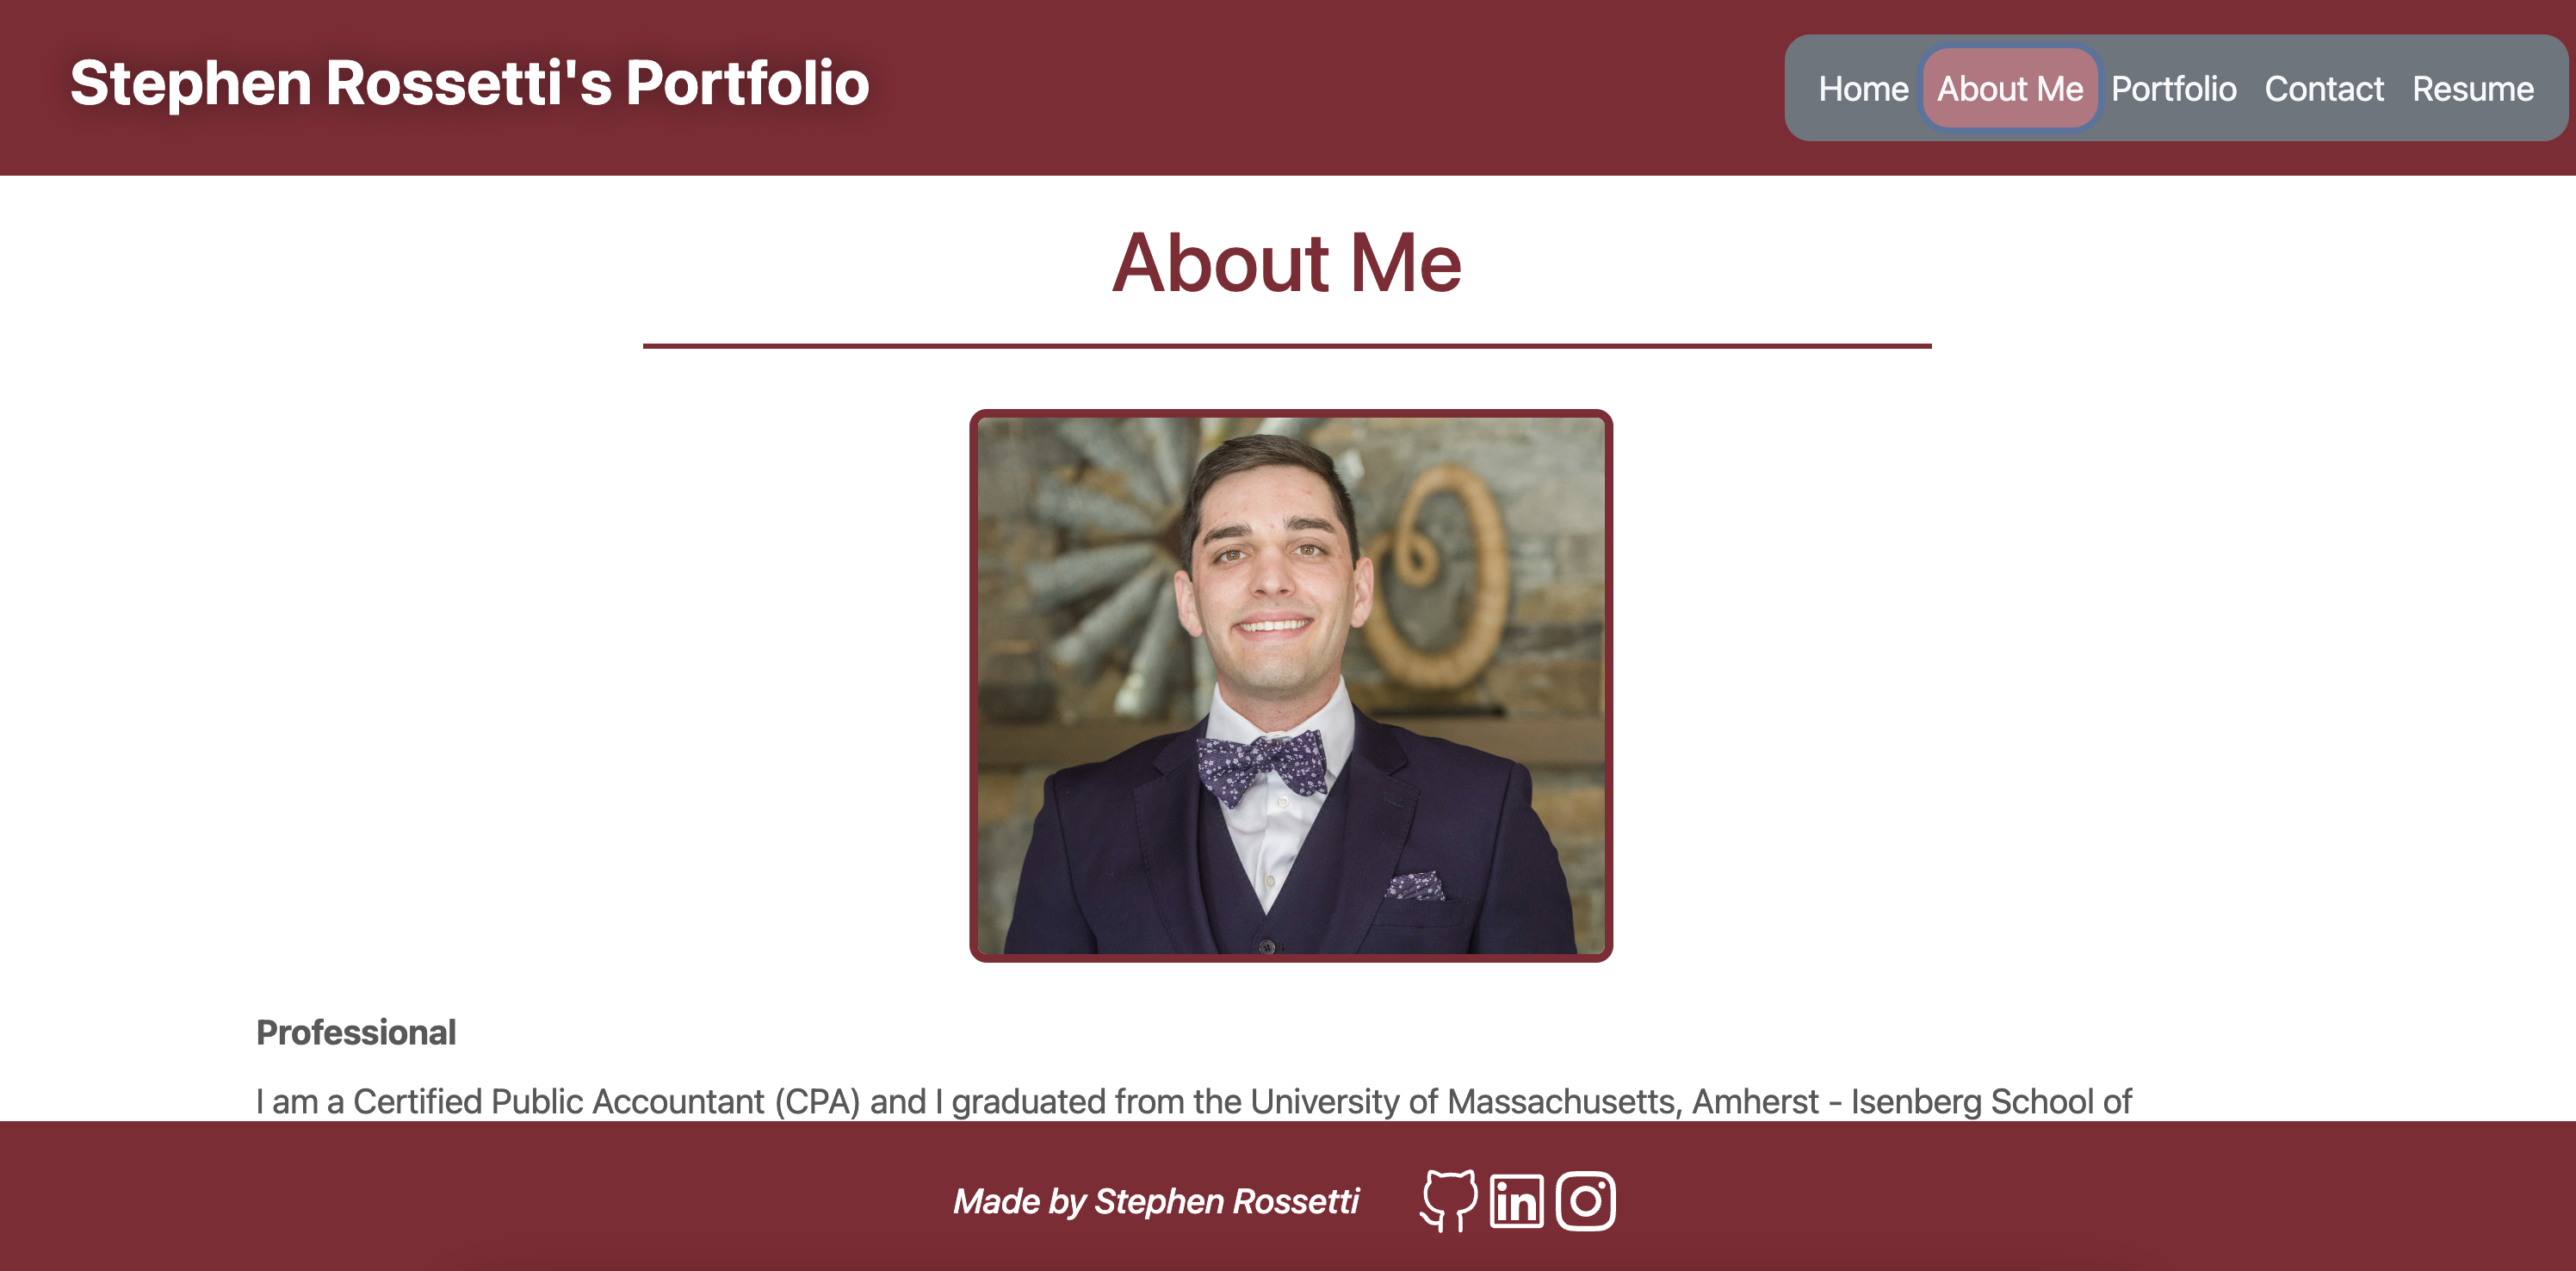 Stephen Rossetti's Portfolio
Home About Me Portfolio Contact Resume
About Me
Professional
I am a Certified Public Accountant (CPA) and I graduated from the University of Massachusetts, Amherst - Isenberg School of
Made by Stephen Rossetti in